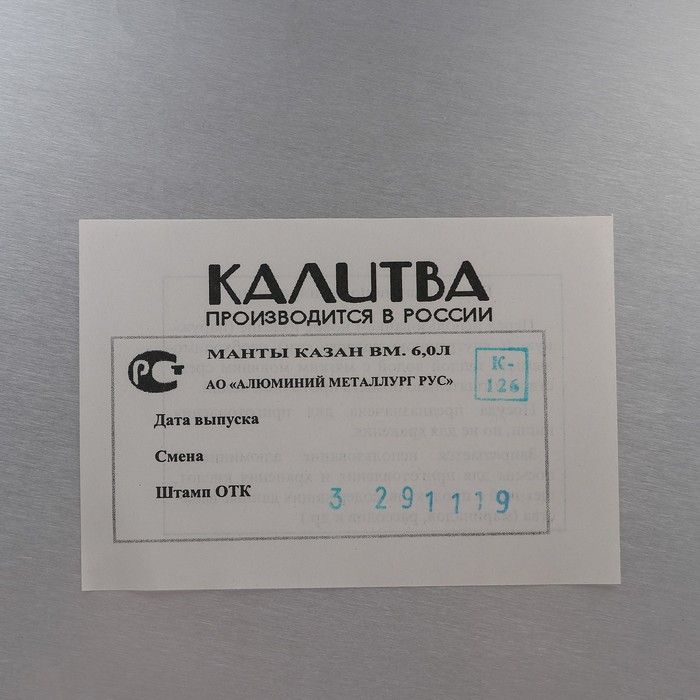 КАЛИТВА
ПРОИЗВОДИТСЯ В РОССИИ
РСТ
МАНТЫ КАЗАН ВМ. 6,0Л
АО «АЛЮМИНИЙ МЕТАЛЛУРГ РУС»
К-
126
Дата выпуска
Смена
Штамп ОТК
3 291119